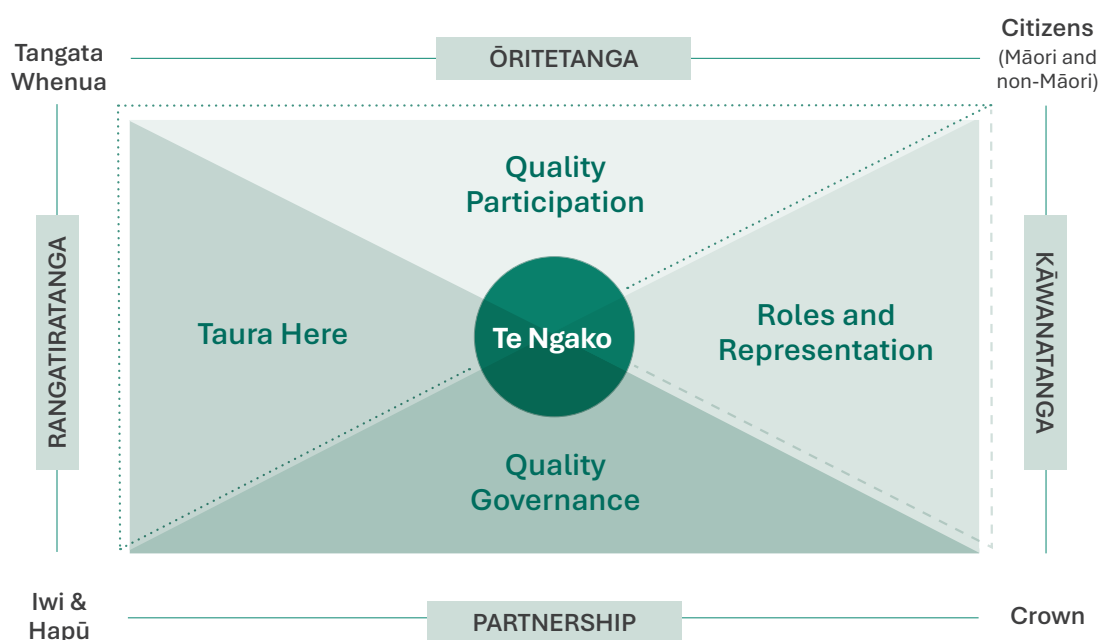 Tangata
Whenua
ŌRITETANGA
Citizens
(Māori and
non-Māori)
Quality
Participation
RANGATIRATANGA
Taura Here
Te Ngako
Roles and
Representation
KĀWANATANGA
Quality
Governance
Iwi &
Hapū
PARTNERSHIP
Crown